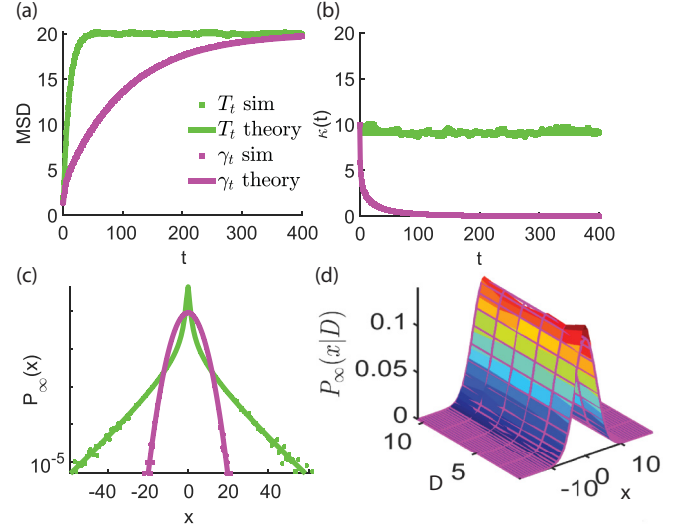 (a)
20
15
10
5
0
MSD
0 100 200 300 400
t
T_t sim
T_t theory
γ_t sim
γ_t theory
(b)
20
15
10
5
0
κ(t)
0 100 200 300 400
t
(c)
P∞(x)
10⁻⁵
-40 -20 0 20 40
x
(d)
P∞(x|D)
0.1
0.05
0
10
5
D
-10 0 10
x